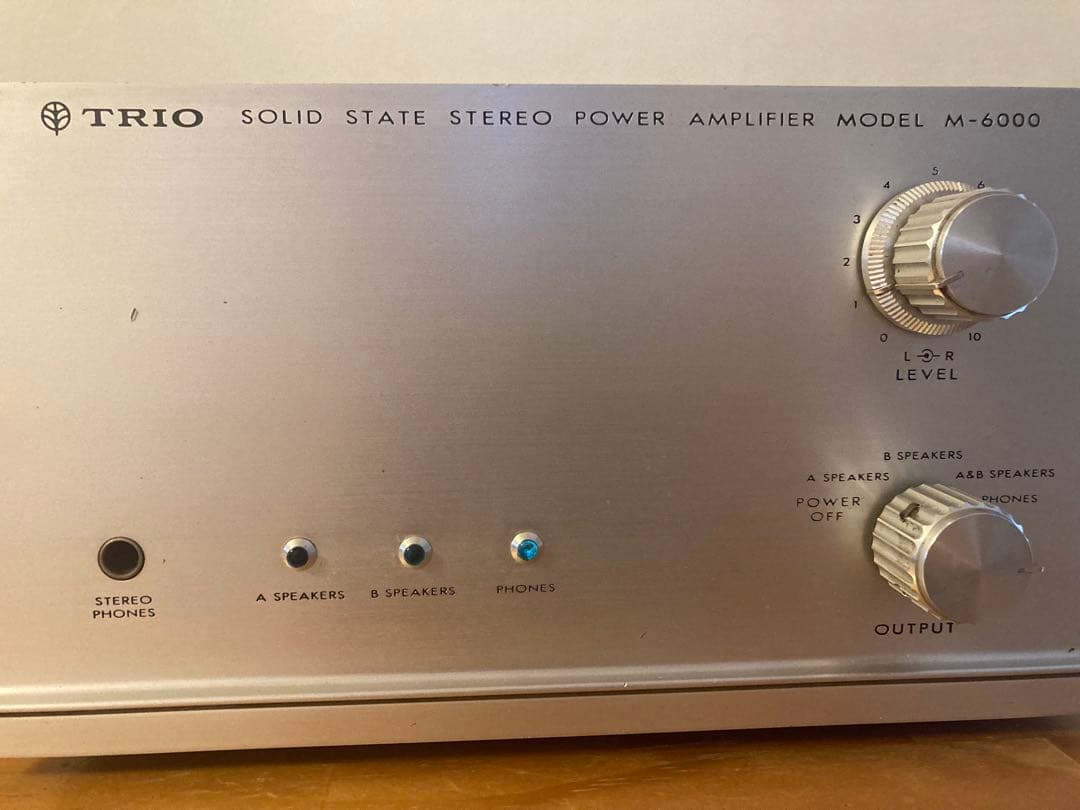 TRIO SOLID STATE STEREO POWER AMPLIFIER MODEL M-6000
5
4 6
3
2
1
0 10
L R
LEVEL
B SPEAKERS
A SPEAKERS A&B SPEAKERS
POWER OFF PHONES
OUTPUT
STEREO
PHONES
A SPEAKERS B SPEAKERS PHONES